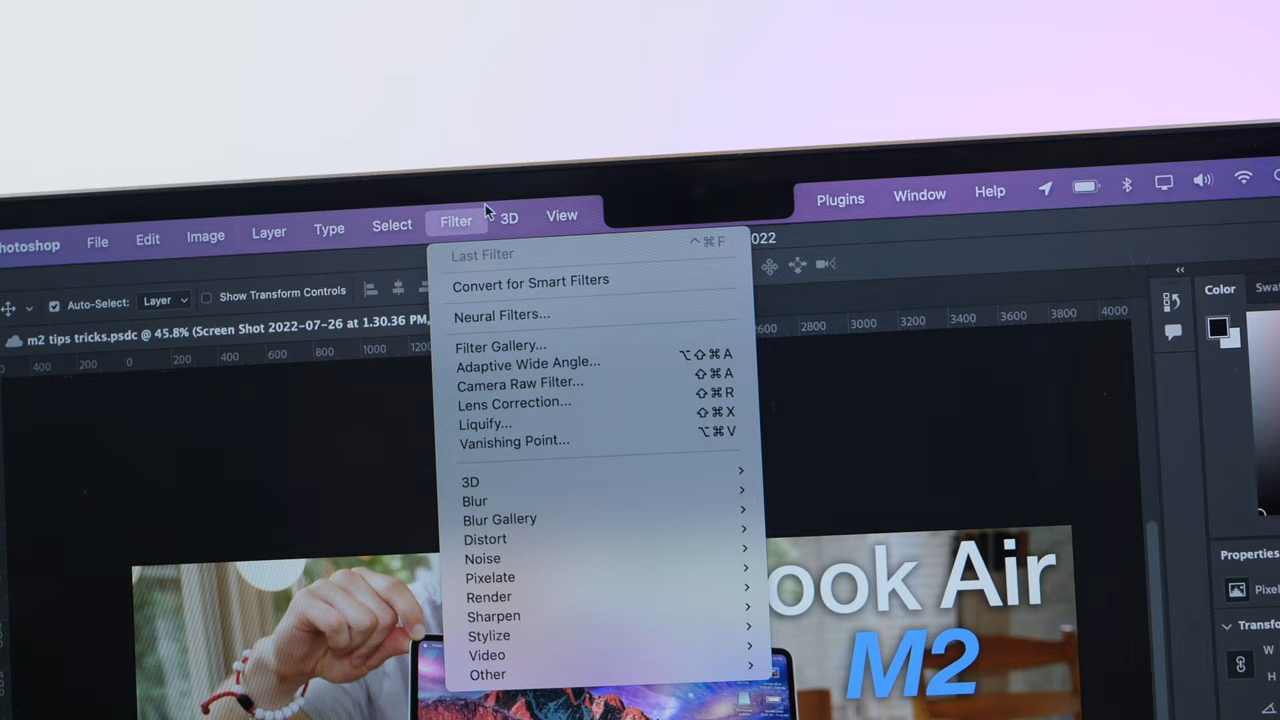 hotoshop File Edit Image Layer Type Select Filter 3D View Plugins Window Help
Auto-Select: Layer Show Transform Controls
m2 tips tricks.psdc @ 45.8% (Screen Shot 2022-07-26 at 1.30.36 PM,
022
400 200 0 200 400 600 800 1000 120 2600 2800 3000 3200 3400 3600 3800 4000
Last Filter ^⌘F
Convert for Smart Filters
Neural Filters...
Filter Gallery...
Adaptive Wide Angle... ⌥⇧⌘A
Camera Raw Filter... ⇧⌘A
Lens Correction... ⇧⌘R
Liquify... ⇧⌘X
Vanishing Point... ⌥⌘V
3D
Blur
Blur Gallery
Distort
Noise
Pixelate
Render
Sharpen
Stylize
Video
Other
ook Air
M2
Color Swat
Properties
Pixel
Transfo
W
H